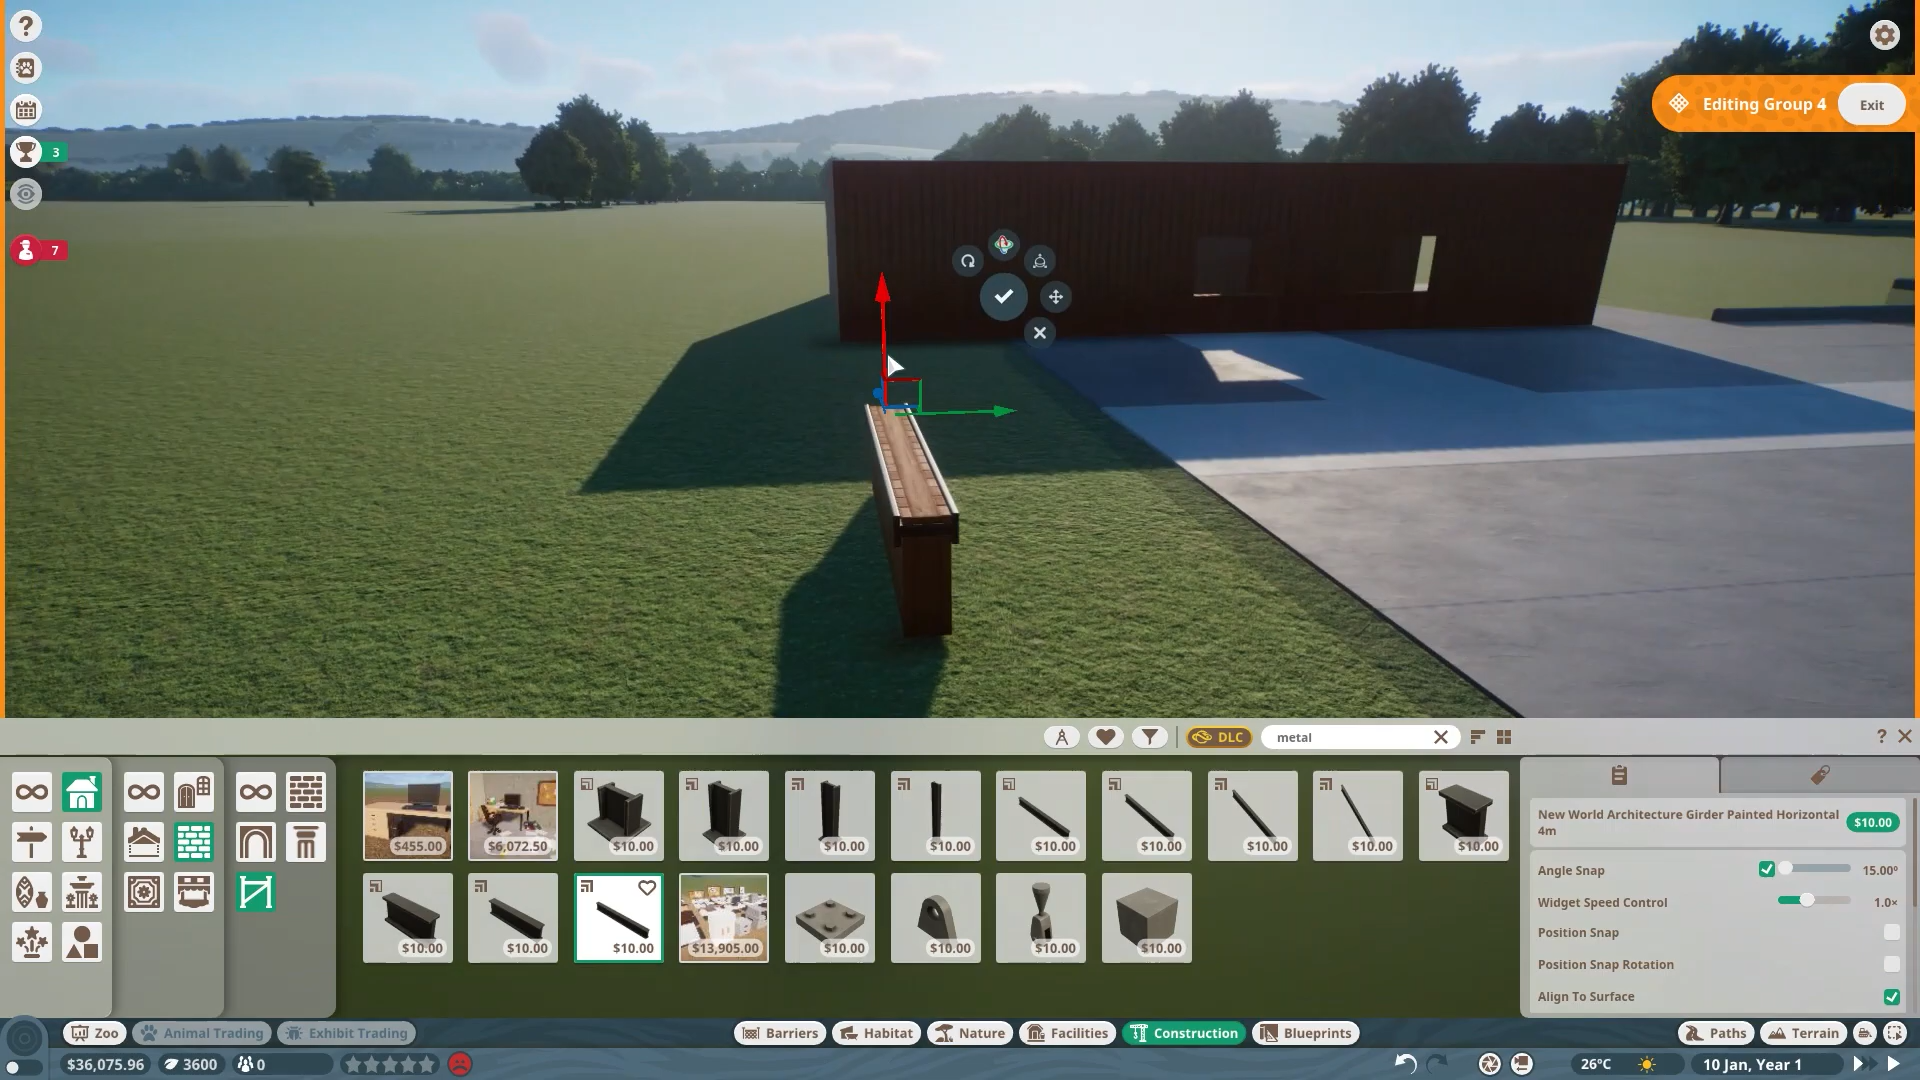 ?
Editing Group 4
Exit
3
7
DLC
metal
?
$455.00
$6,072.50
$10.00
$10.00
$10.00
$10.00
$10.00
$10.00
$10.00
$10.00
$10.00
$10.00
$10.00
$10.00
$13,905.00
$10.00
$10.00
$10.00
$10.00
New World Architecture Girder Painted Horizontal
4m
$10.00
Angle Snap
15.00°
Widget Speed Control
1.0×
Position Snap
Position Snap Rotation
Align To Surface
Zoo
Animal Trading
Exhibit Trading
Barriers
Habitat
Nature
Facilities
Construction
Blueprints
Paths
Terrain
$36,075.96
3600
0
26°C
10 Jan, Year 1